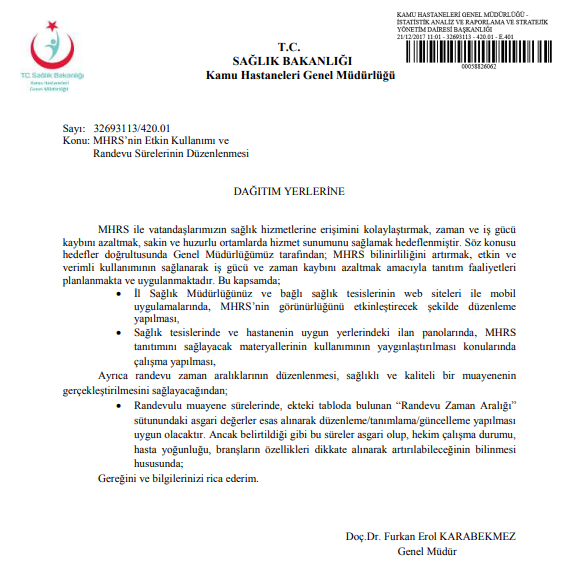 KAMU HASTANELERİ GENEL MÜDÜRLÜĞÜ -
İSTATİSTİK ANALİZ VE RAPORLAMA VE STRATEJİK
YÖNETİM DAİRESİ BAŞKANLIĞI
21/12/2017 11:01 - 32693113 - 420.01 - E.401
00058826062
T.C. Sağlık Bakanlığı
Kamu Hastaneleri
Genel Müdürlüğü
T.C.
SAĞLIK BAKANLIĞI
Kamu Hastaneleri Genel Müdürlüğü
Sayı: 32693113/420.01
Konu: MHRS'nin Etkin Kullanımı ve
Randevu Sürelerinin Düzenlenmesi
DAĞITIM YERLERİNE
MHRS ile vatandaşlarımızın sağlık hizmetlerine erişimini kolaylaştırmak, zaman ve iş gücü
kaybını azaltmak, sakin ve huzurlu ortamlarda hizmet sunumunu sağlamak hedeflenmiştir. Söz konusu
hedefler doğrultusunda Genel Müdürlüğümüz tarafından; MHRS bilinirliliğini artırmak, etkin ve
verimli kullanımının sağlanarak iş gücü ve zaman kaybını azaltmak amacıyla tanıtım faaliyetleri
planlanmakta ve uygulanmaktadır. Bu kapsamda;
• İl Sağlık Müdürlüğünüz ve bağlı sağlık tesislerinin web siteleri ile mobil
uygulamalarında, MHRS'nin görünürlüğünü etkinleştirecek şekilde düzenleme
yapılması,
• Sağlık tesislerinde ve hastanenin uygun yerlerindeki ilan panolarında, MHRS
tanıtımını sağlayacak materyallerinin kullanımının yaygınlaştırılması konularında
çalışma yapılması,
Ayrıca randevu zaman aralıklarının düzenlenmesi, sağlıklı ve kaliteli bir muayenenin
gerçekleştirilmesini sağlayacağından;
• Randevulu muayene sürelerinde, ekteki tabloda bulunan “Randevu Zaman Aralığı”
sütunundaki asgari değerler esas alınarak düzenleme/tanımlama/güncelleme yapılması
uygun olacaktır. Ancak belirtildiği gibi bu süreler asgari olup, hekim çalışma durumu,
hasta yoğunluğu, branşların özellikleri dikkate alınarak artırılabileceğinin bilinmesi
hususunda;
Gereğini ve bilgilerinizi rica ederim.
Doç.Dr. Furkan Erol KARABEKMEZ
Genel Müdür